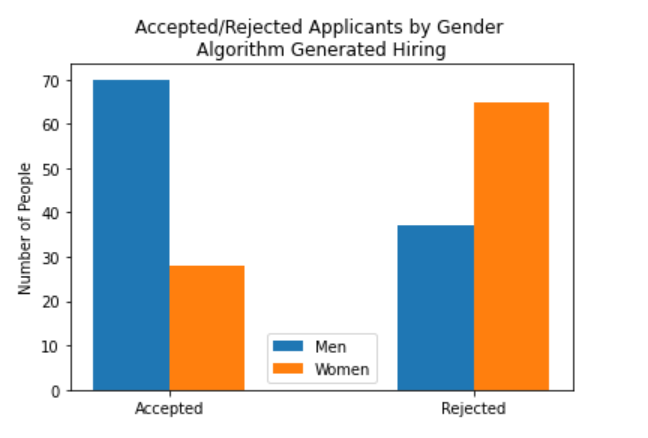 Accepted/Rejected Applicants by Gender
Algorithm Generated Hiring
Number of People
70
60
50
40
30
20
10
0
Men
Women
Accepted
Rejected